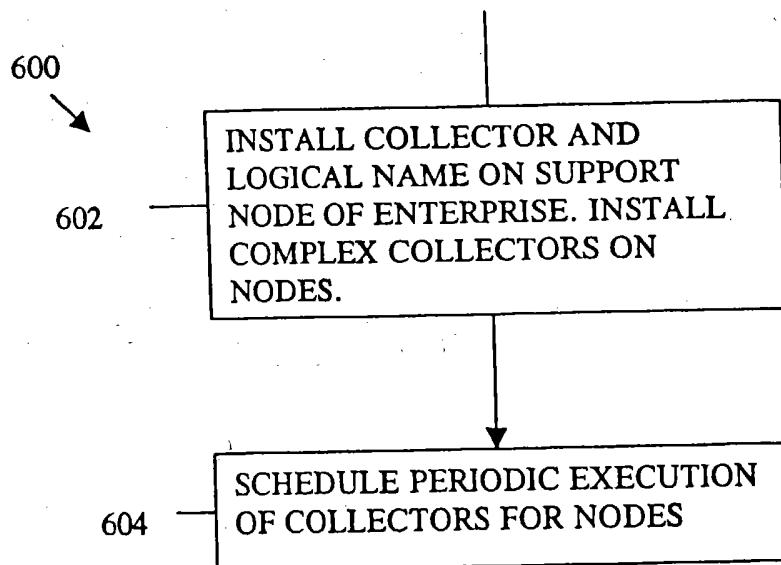 600
INSTALL COLLECTOR AND
LOGICAL NAME ON SUPPORT
NODE OF ENTERPRISE. INSTALL
COMPLEX COLLECTORS ON
NODES.
602
SCHEDULE PERIODIC EXECUTION
OF COLLECTORS FOR NODES
604